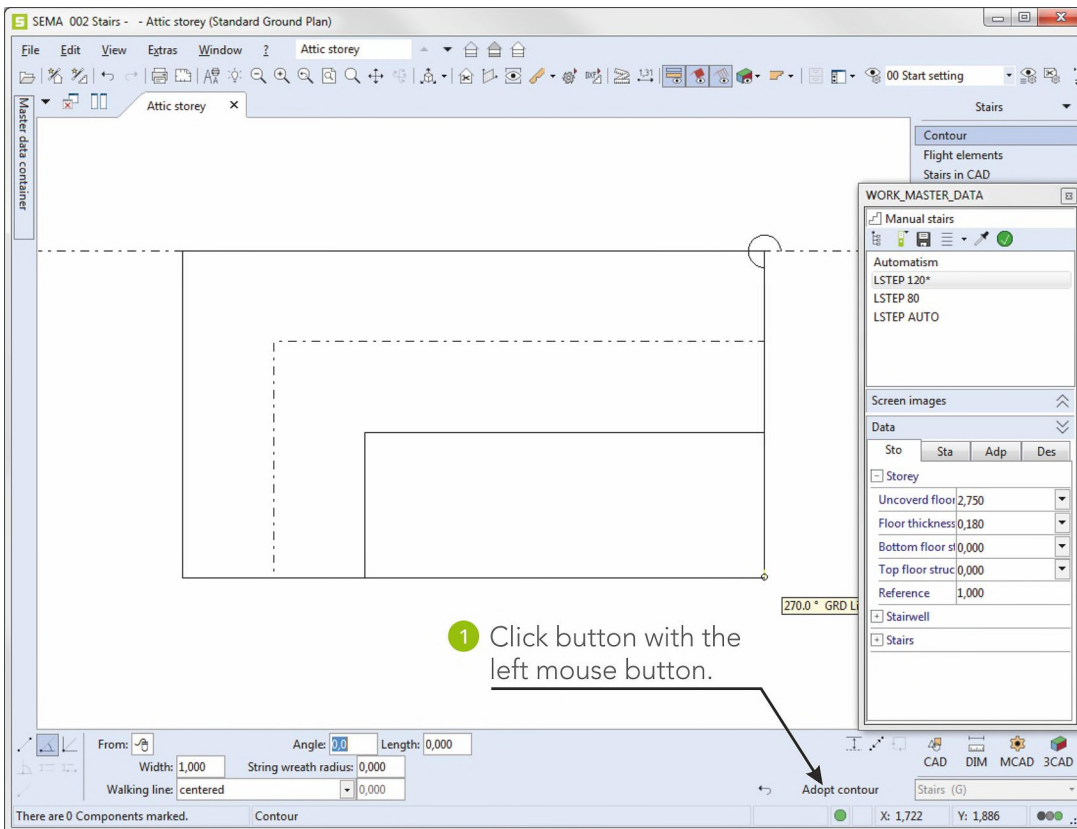 SEMA 002 Stairs - - Attic storey (Standard Ground Plan)
File Edit View Extras Window ? Attic storey
00 Start setting
Attic storey
Stairs
Master data container
Contour
Flight elements
Stairs in CAD
WORK_MASTER_DATA
Manual stairs
Automatism
LSTEP 120*
LSTEP 80
LSTEP AUTO
Screen images
Data
Sto Sta Adp Des
Storey
Uncoverd floor 2,750
Floor thickness 0,180
Bottom floor st 0,000
Top floor struc 0,000
Reference 1,000
Stairwell
Stairs
270.0 ° GRD Li
1 Click button with the
left mouse button.
From: Angle: 0,0 Length: 0,000
CAD DIM MCAD 3CAD
Width: 1,000 String wreath radius: 0,000
Walking line: centered 0,000
Adopt contour Stairs (G)
There are 0 Components marked. Contour X: 1,722 Y: 1,886